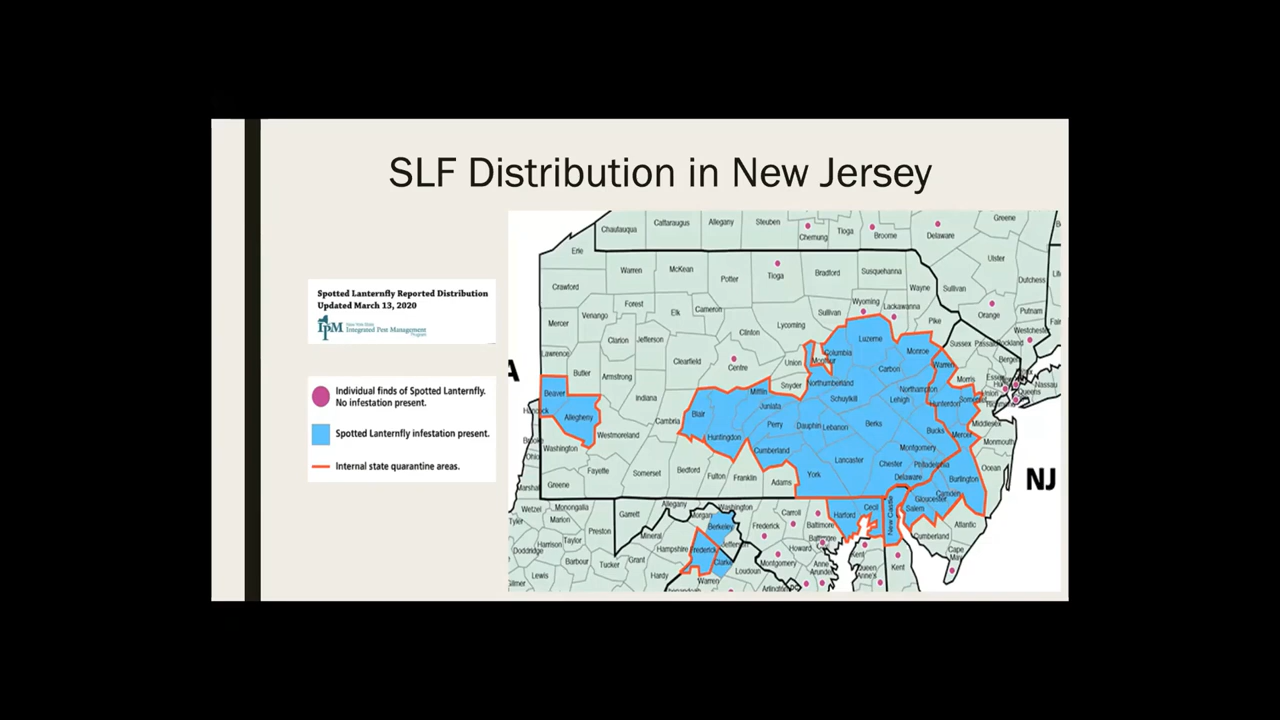 SLF Distribution in New Jersey
Spotted Lanternfly Reported Distribution
Updated March 13, 2020
IPM
New York State
Integrated Pest Management
Program
Individual finds of Spotted Lanternfly.
No infestation present.
Spotted Lanternfly infestation present.
Internal state quarantine areas.
Chautauqua Cattaraugus Allegany Steuben Chemung Tioga Broome Delaware Greene
Erie Warren McKean Potter Tioga Bradford Susquehanna Wayne Sullivan Ulster Dutchess
Crawford Forest Venango Elk Cameron Clinton Lycoming Sullivan Wyoming Lackawanna Pike Orange Putnam
Mercer Clarion Jefferson Clearfield Centre Union Columbia Luzerne Monroe Sussex Rockland Westchester
Lawrence Butler Armstrong Indiana Snyder Northumberland Carbon Warren Morris Bergen
Beaver Allegheny Westmoreland Cambria Blair Mifflin Juniata Schuylkill Northampton Lehigh Hunterdon Nassau
Huntingdon Perry Dauphin Lebanon Berks Bucks Mercer Middlesex Monmouth
Washington Fayette Somerset Bedford Fulton Franklin Cumberland Adams York Lancaster Chester Montgomery Philadelphia Delaware Ocean
Greene Burlington Camden Gloucester Salem Atlantic Cumberland Cape May
NJ
A
Marshall Wetzel Monongalia Marion Preston Garrett Allegany Morgan Washington Berkeley Frederick Carroll Baltimore Harford Cecil New Castle
Tyler Harrison Taylor Doddridge Barbour Tucker Grant Mineral Hampshire Frederick Clarke Howard Montgomery Kent Kent
Lewis Hardy Warren Loudoun Anne Arundel Queen Anne's